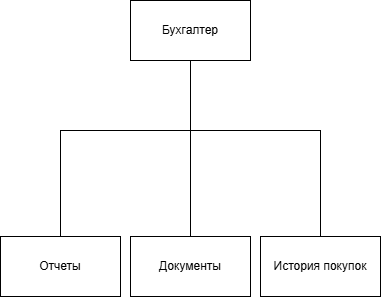 Бухгалтер
Отчеты
Документы
История покупок